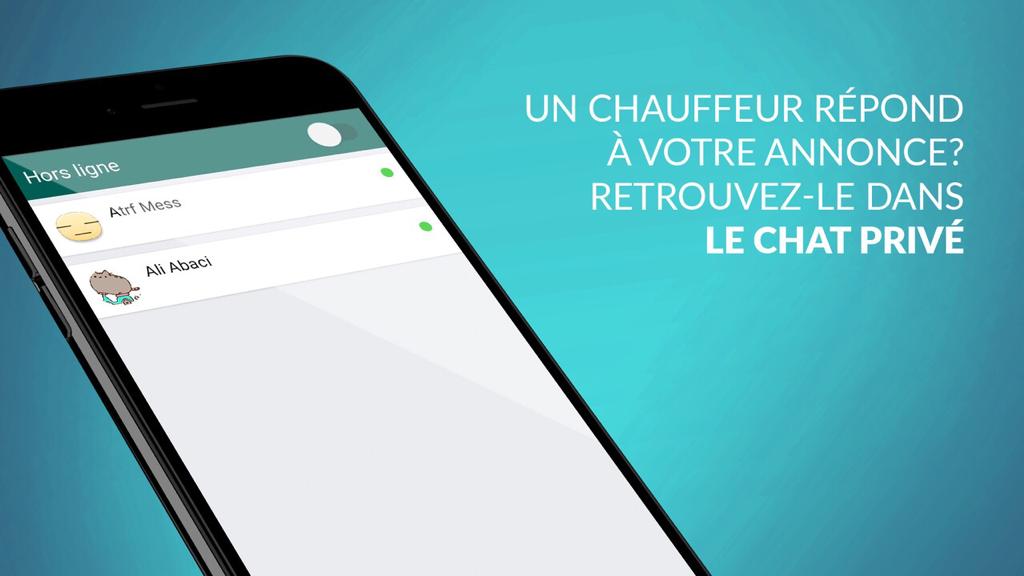 UN CHAUFFEUR RÉPOND
À VOTRE ANNONCE?
RETROUVEZ-LE DANS
LE CHAT PRIVÉ
Hors ligne
Atrf Mess
Ali Abaci